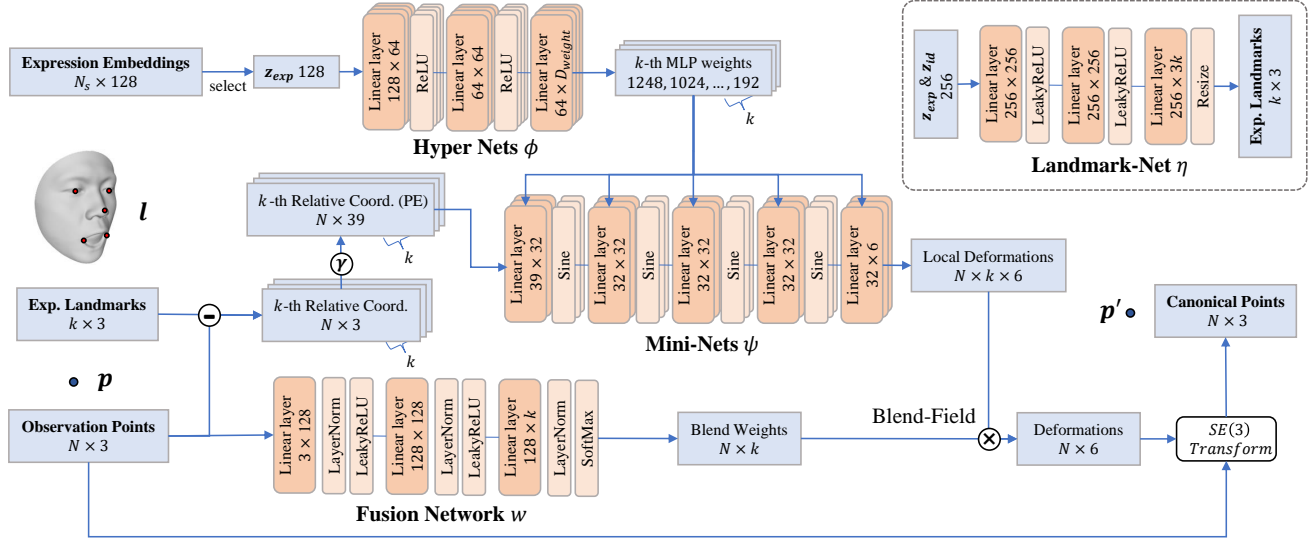 Expression Embeddings
N_s × 128
select
z_exp 128
Linear layer
128 × 64
ReLU
Linear layer
64 × 64
ReLU
Linear layer
64 × D_weight
Hyper Nets ϕ
k-th MLP weights
1248, 1024, … , 192
k
z_exp & z_id
256
Linear layer
256 × 256
LeakyReLU
Linear layer
256 × 256
LeakyReLU
Linear layer
256 × 3k
Resize
Exp. Landmarks
k × 3
Landmark-Net η
l
k-th Relative Coord. (PE)
N × 39
k
γ
Exp. Landmarks
k × 3
-
k-th Relative Coord.
N × 3
k
Linear layer
39 × 32
Sine
Linear layer
32 × 32
Sine
Linear layer
32 × 32
Sine
Linear layer
32 × 32
Sine
Linear layer
32 × 6
Mini-Nets ψ
Local Deformations
N × k × 6
p′
Canonical Points
N × 3
p
Observation Points
N × 3
Linear layer
3 × 128
LayerNorm
LeakyReLU
Linear layer
128 × 128
LayerNorm
LeakyReLU
Linear layer
128 × k
LayerNorm
SoftMax
Fusion Network w
Blend Weights
N × k
Blend-Field
×
Deformations
N × 6
SE(3)
Transform